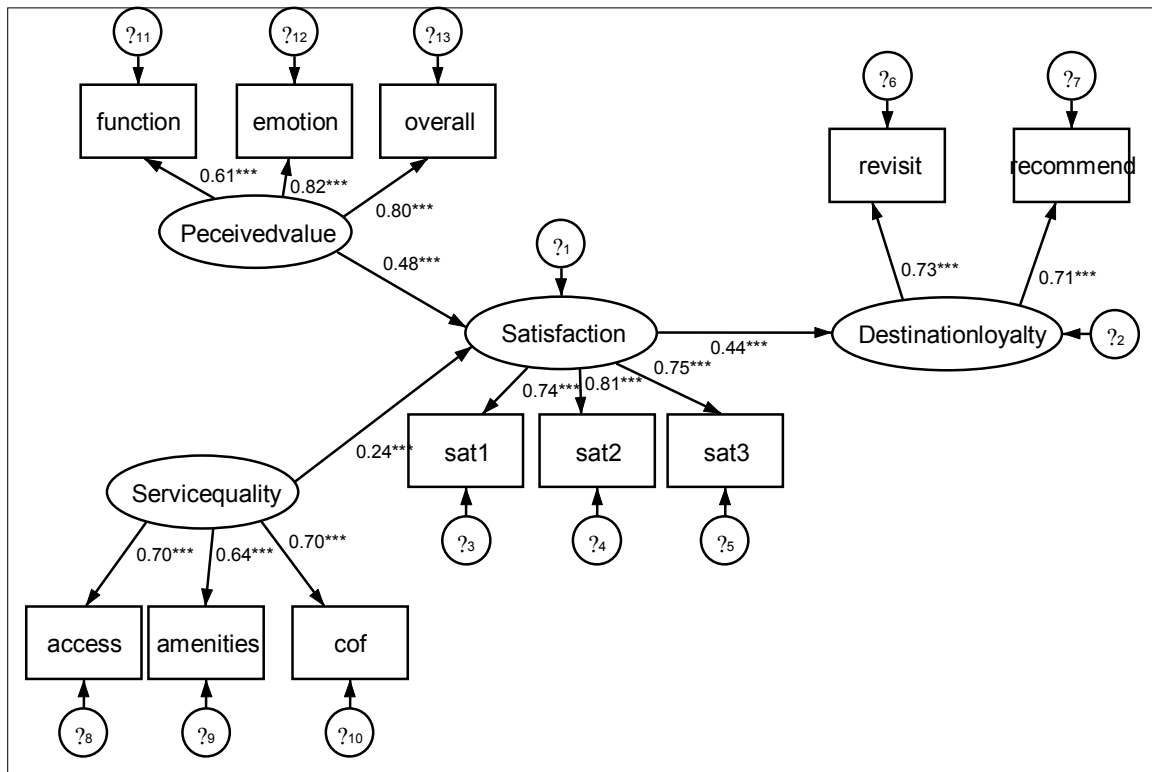 ?11
?12
?13
function
emotion
overall
0.61***
0.82***
0.80***
Peceivedvalue
?6
?7
revisit
recommend
0.73***
0.71***
0.48***
?1
Satisfaction
0.44***
Destinationloyalty
?2
0.74***
0.81***
0.75***
0.24***
sat1
sat2
sat3
?3
?4
?5
Servicequality
0.70***
0.64***
0.70***
access
amenities
cof
?8
?9
?10